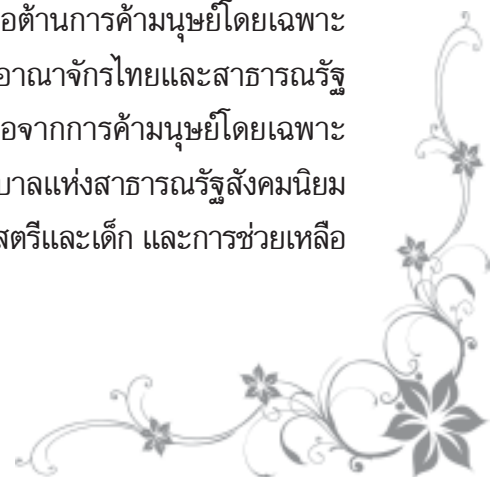 อต้านการค้ามนุษย์โดยเฉพาะ
อาณาจักรไทยและสาธารณรัฐ
อจากการค้ามนุษย์โดยเฉพาะ
บาลแห่งสาธารณรัฐสังคมนิยม
สตรีและเด็ก และการช่วยเหลือ